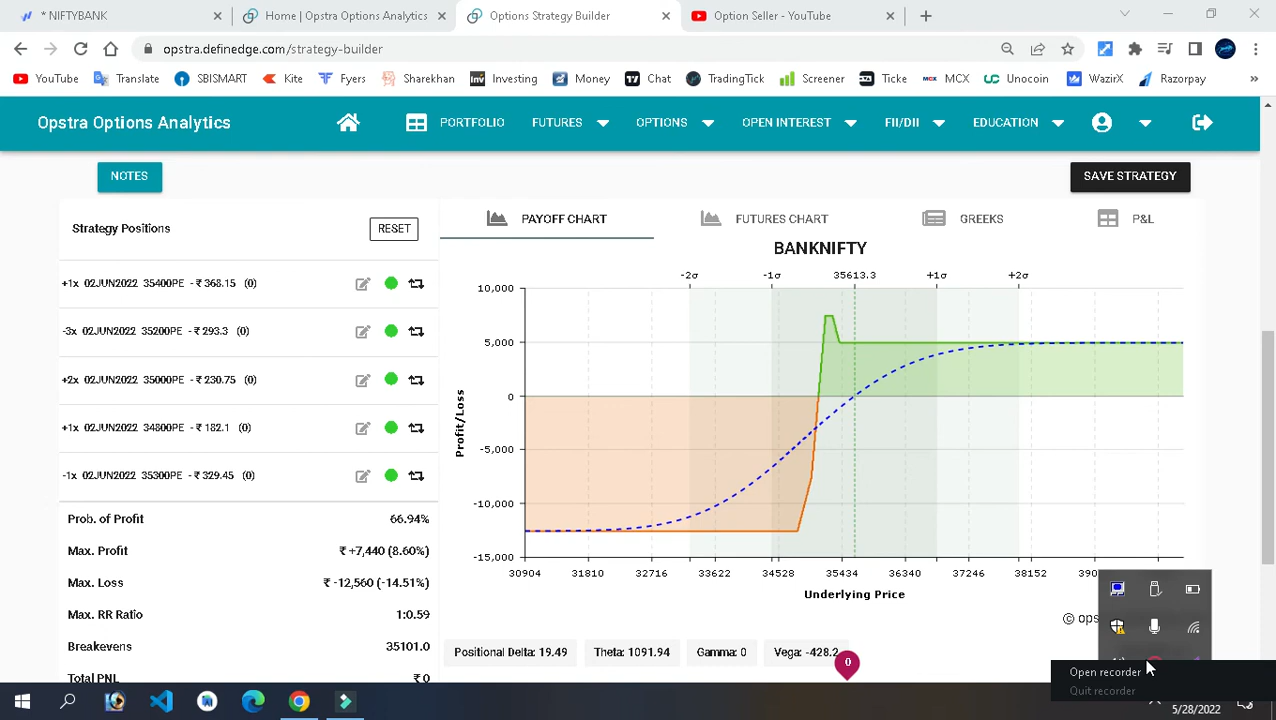 * NIFTYBANK
Home | Opstra Options Analytics
Options Strategy Builder
Option Seller - YouTube
opstra.definedge.com/strategy-builder
YouTube
Translate
SBISMART
Kite
Fyers
Sharekhan
Investing
Money
Chat
TradingTick
Screener
Ticke
MCX
Unocoin
WazirX
Razorpay
»
Opstra Options Analytics
PORTFOLIO
FUTURES
OPTIONS
OPEN INTEREST
FII/DII
EDUCATION
NOTES
SAVE STRATEGY
Strategy Positions
RESET
PAYOFF CHART
FUTURES CHART
GREEKS
P&L
+1x 02JUN2022 35400PE - ₹ 368.15 (0)
-3x 02JUN2022 35200PE - ₹ 293.3 (0)
+2x 02JUN2022 35000PE - ₹ 230.75 (0)
+1x 02JUN2022 34800PE - ₹ 182.1 (0)
-1x 02JUN2022 35300PE - ₹ 329.45 (0)
Prob. of Profit 66.94%
Max. Profit ₹ +7,440 (8.60%)
Max. Loss ₹ -12,560 (-14.51%)
Max. RR Ratio 1:0.59
Breakevens 35101.0
Total PNL ₹ 0
BANKNIFTY
-2σ -1σ 35613.3 +1σ +2σ
10,000
5,000
0
-5,000
-10,000
-15,000
Profit/Loss
30904 31810 32716 33622 34528 35434 36340 37246 38152
Underlying Price
Positional Delta: 19.49
Theta: 1091.94
Gamma: 0
Vega: -428.2
0
Open recorder
Quit recorder
5/28/2022